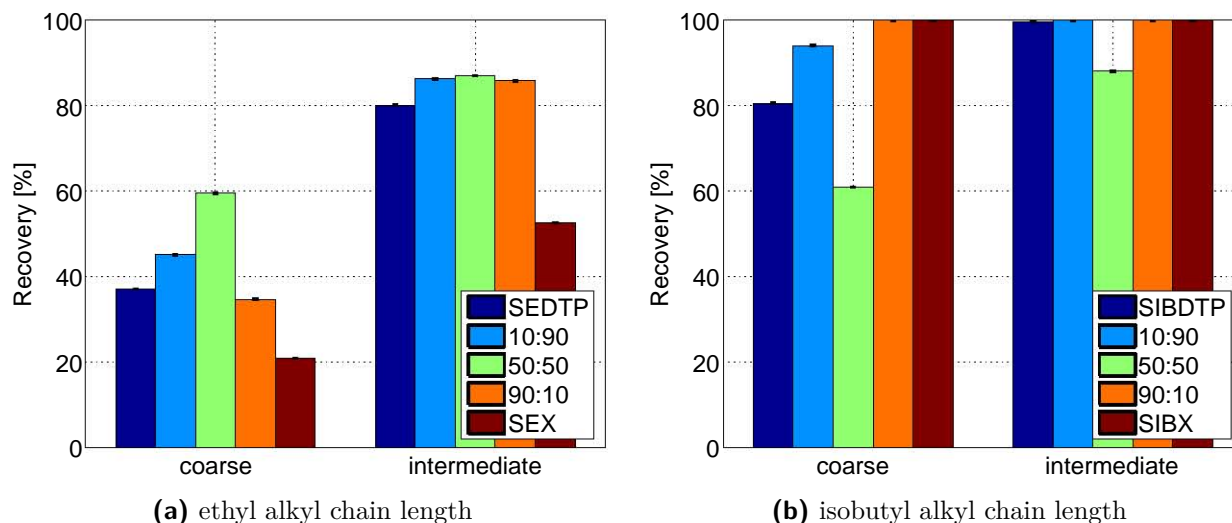 100
80
60
40
20
0
Recovery [%]
coarse
intermediate
SEDTP
10:90
50:50
90:10
SEX
(a) ethyl alkyl chain length
100
80
60
40
20
0
Recovery [%]
coarse
intermediate
SIBDTP
10:90
50:50
90:10
SIBX
(b) isobutyl alkyl chain length